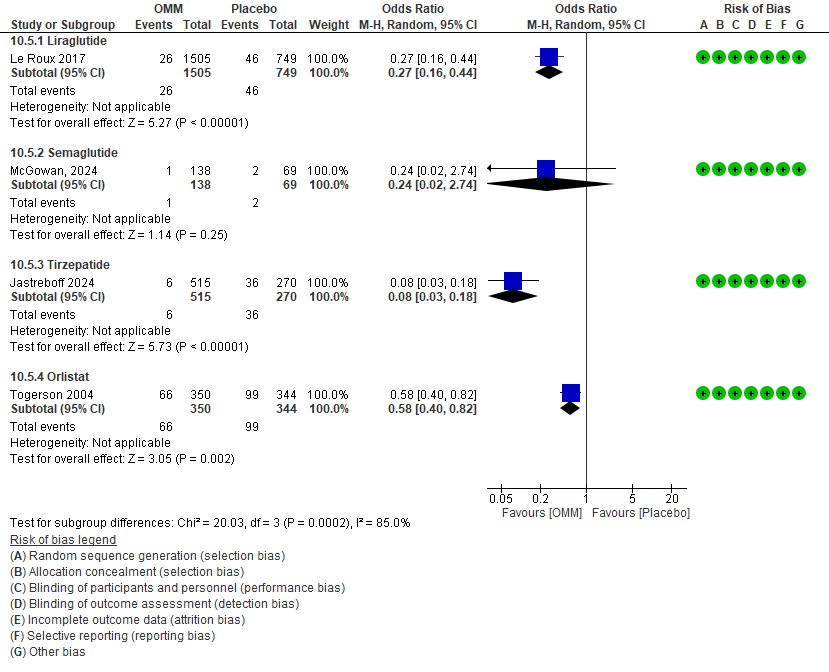 OMM Placebo Odds Ratio Odds Ratio Risk of Bias
Study or Subgroup Events Total Events Total Weight M-H, Random, 95% CI M-H, Random, 95% CI A B C D E F G
10.5.1 Liraglutide
Le Roux 2017 26 1505 46 749 100.0% 0.27 [0.16, 0.44]
Subtotal (95% CI) 1505 749 100.0% 0.27 [0.16, 0.44]
Total events 26 46
Heterogeneity: Not applicable
Test for overall effect: Z = 5.27 (P < 0.00001)
10.5.2 Semaglutide
McGowan, 2024 1 138 2 69 100.0% 0.24 [0.02, 2.74]
Subtotal (95% CI) 138 69 100.0% 0.24 [0.02, 2.74]
Total events 1 2
Heterogeneity: Not applicable
Test for overall effect: Z = 1.14 (P = 0.25)
10.5.3 Tirzepatide
Jastreboff 2024 6 515 36 270 100.0% 0.08 [0.03, 0.18]
Subtotal (95% CI) 515 270 100.0% 0.08 [0.03, 0.18]
Total events 6 36
Heterogeneity: Not applicable
Test for overall effect: Z = 5.73 (P < 0.00001)
10.5.4 Orlistat
Togerson 2004 66 350 99 344 100.0% 0.58 [0.40, 0.82]
Subtotal (95% CI) 350 344 100.0% 0.58 [0.40, 0.82]
Total events 66 99
Heterogeneity: Not applicable
Test for overall effect: Z = 3.05 (P = 0.002)
0.05 0.2 1 5 20
Favours [OMM] Favours [Placebo]
Test for subgroup differences: Chi² = 20.03, df = 3 (P = 0.0002), I² = 85.0%
Risk of bias legend
(A) Random sequence generation (selection bias)
(B) Allocation concealment (selection bias)
(C) Blinding of participants and personnel (performance bias)
(D) Blinding of outcome assessment (detection bias)
(E) Incomplete outcome data (attrition bias)
(F) Selective reporting (reporting bias)
(G) Other bias